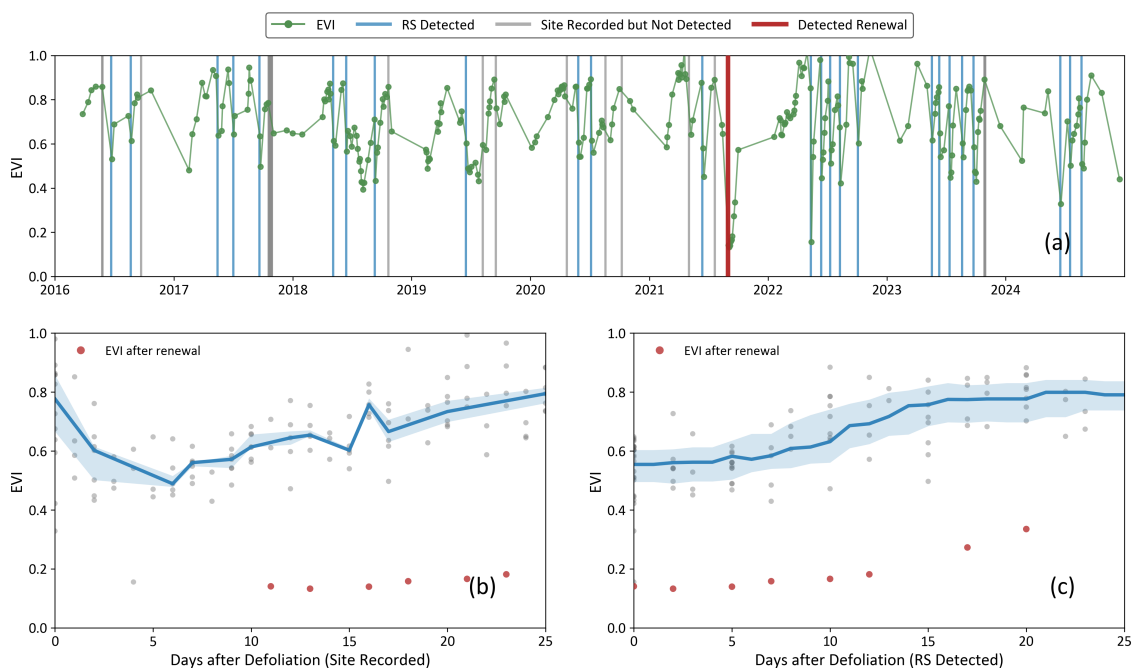 EVI RS Detected Site Recorded but Not Detected Detected Renewal
1.0
0.8
0.6
0.4
0.2
0.0
EVI
(a)
2016 2017 2018 2019 2020 2021 2022 2023 2024
1.0
0.8
0.6
0.4
0.2
0.0
EVI
EVI after renewal
(b)
0 5 10 15 20 25
Days after Defoliation (Site Recorded)
1.0
0.8
0.6
0.4
0.2
0.0
EVI
EVI after renewal
(c)
0 5 10 15 20 25
Days after Defoliation (RS Detected)